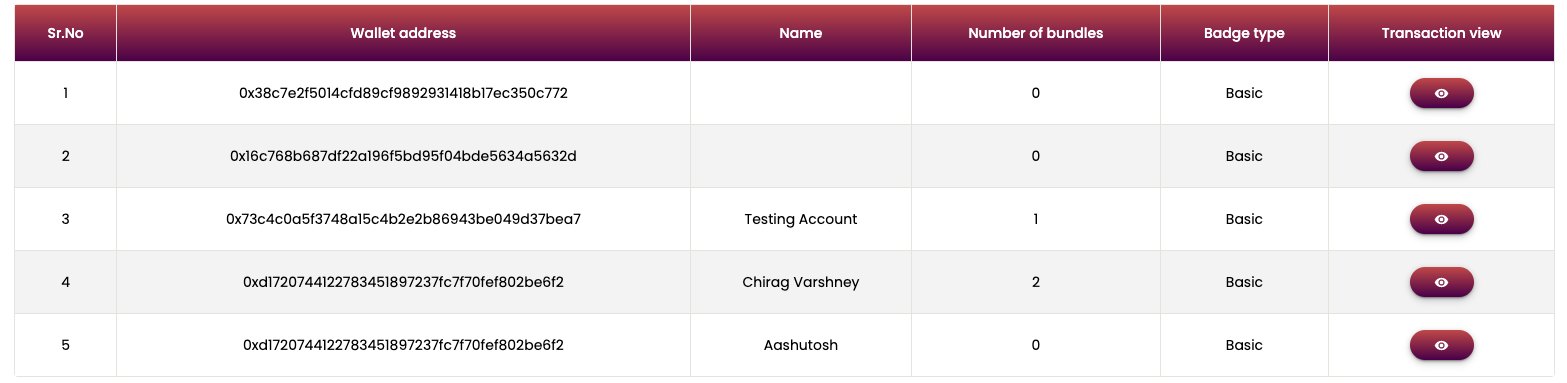 Sr.No Wallet address Name Number of bundles Badge type Transaction view
1 0x38c7e2f5014cfd89cf9892931418b17ec350c772 0 Basic
2 0x16c768b687df22a196f5bd95f04bde5634a5632d 0 Basic
3 0x73c4c0a5f3748a15c4b2e2b86943be049d37bea7 Testing Account 1 Basic
4 0xd1720744122783451897237fc7f70fef802be6f2 Chirag Varshney 2 Basic
5 0xd1720744122783451897237fc7f70fef802be6f2 Aashutosh 0 Basic